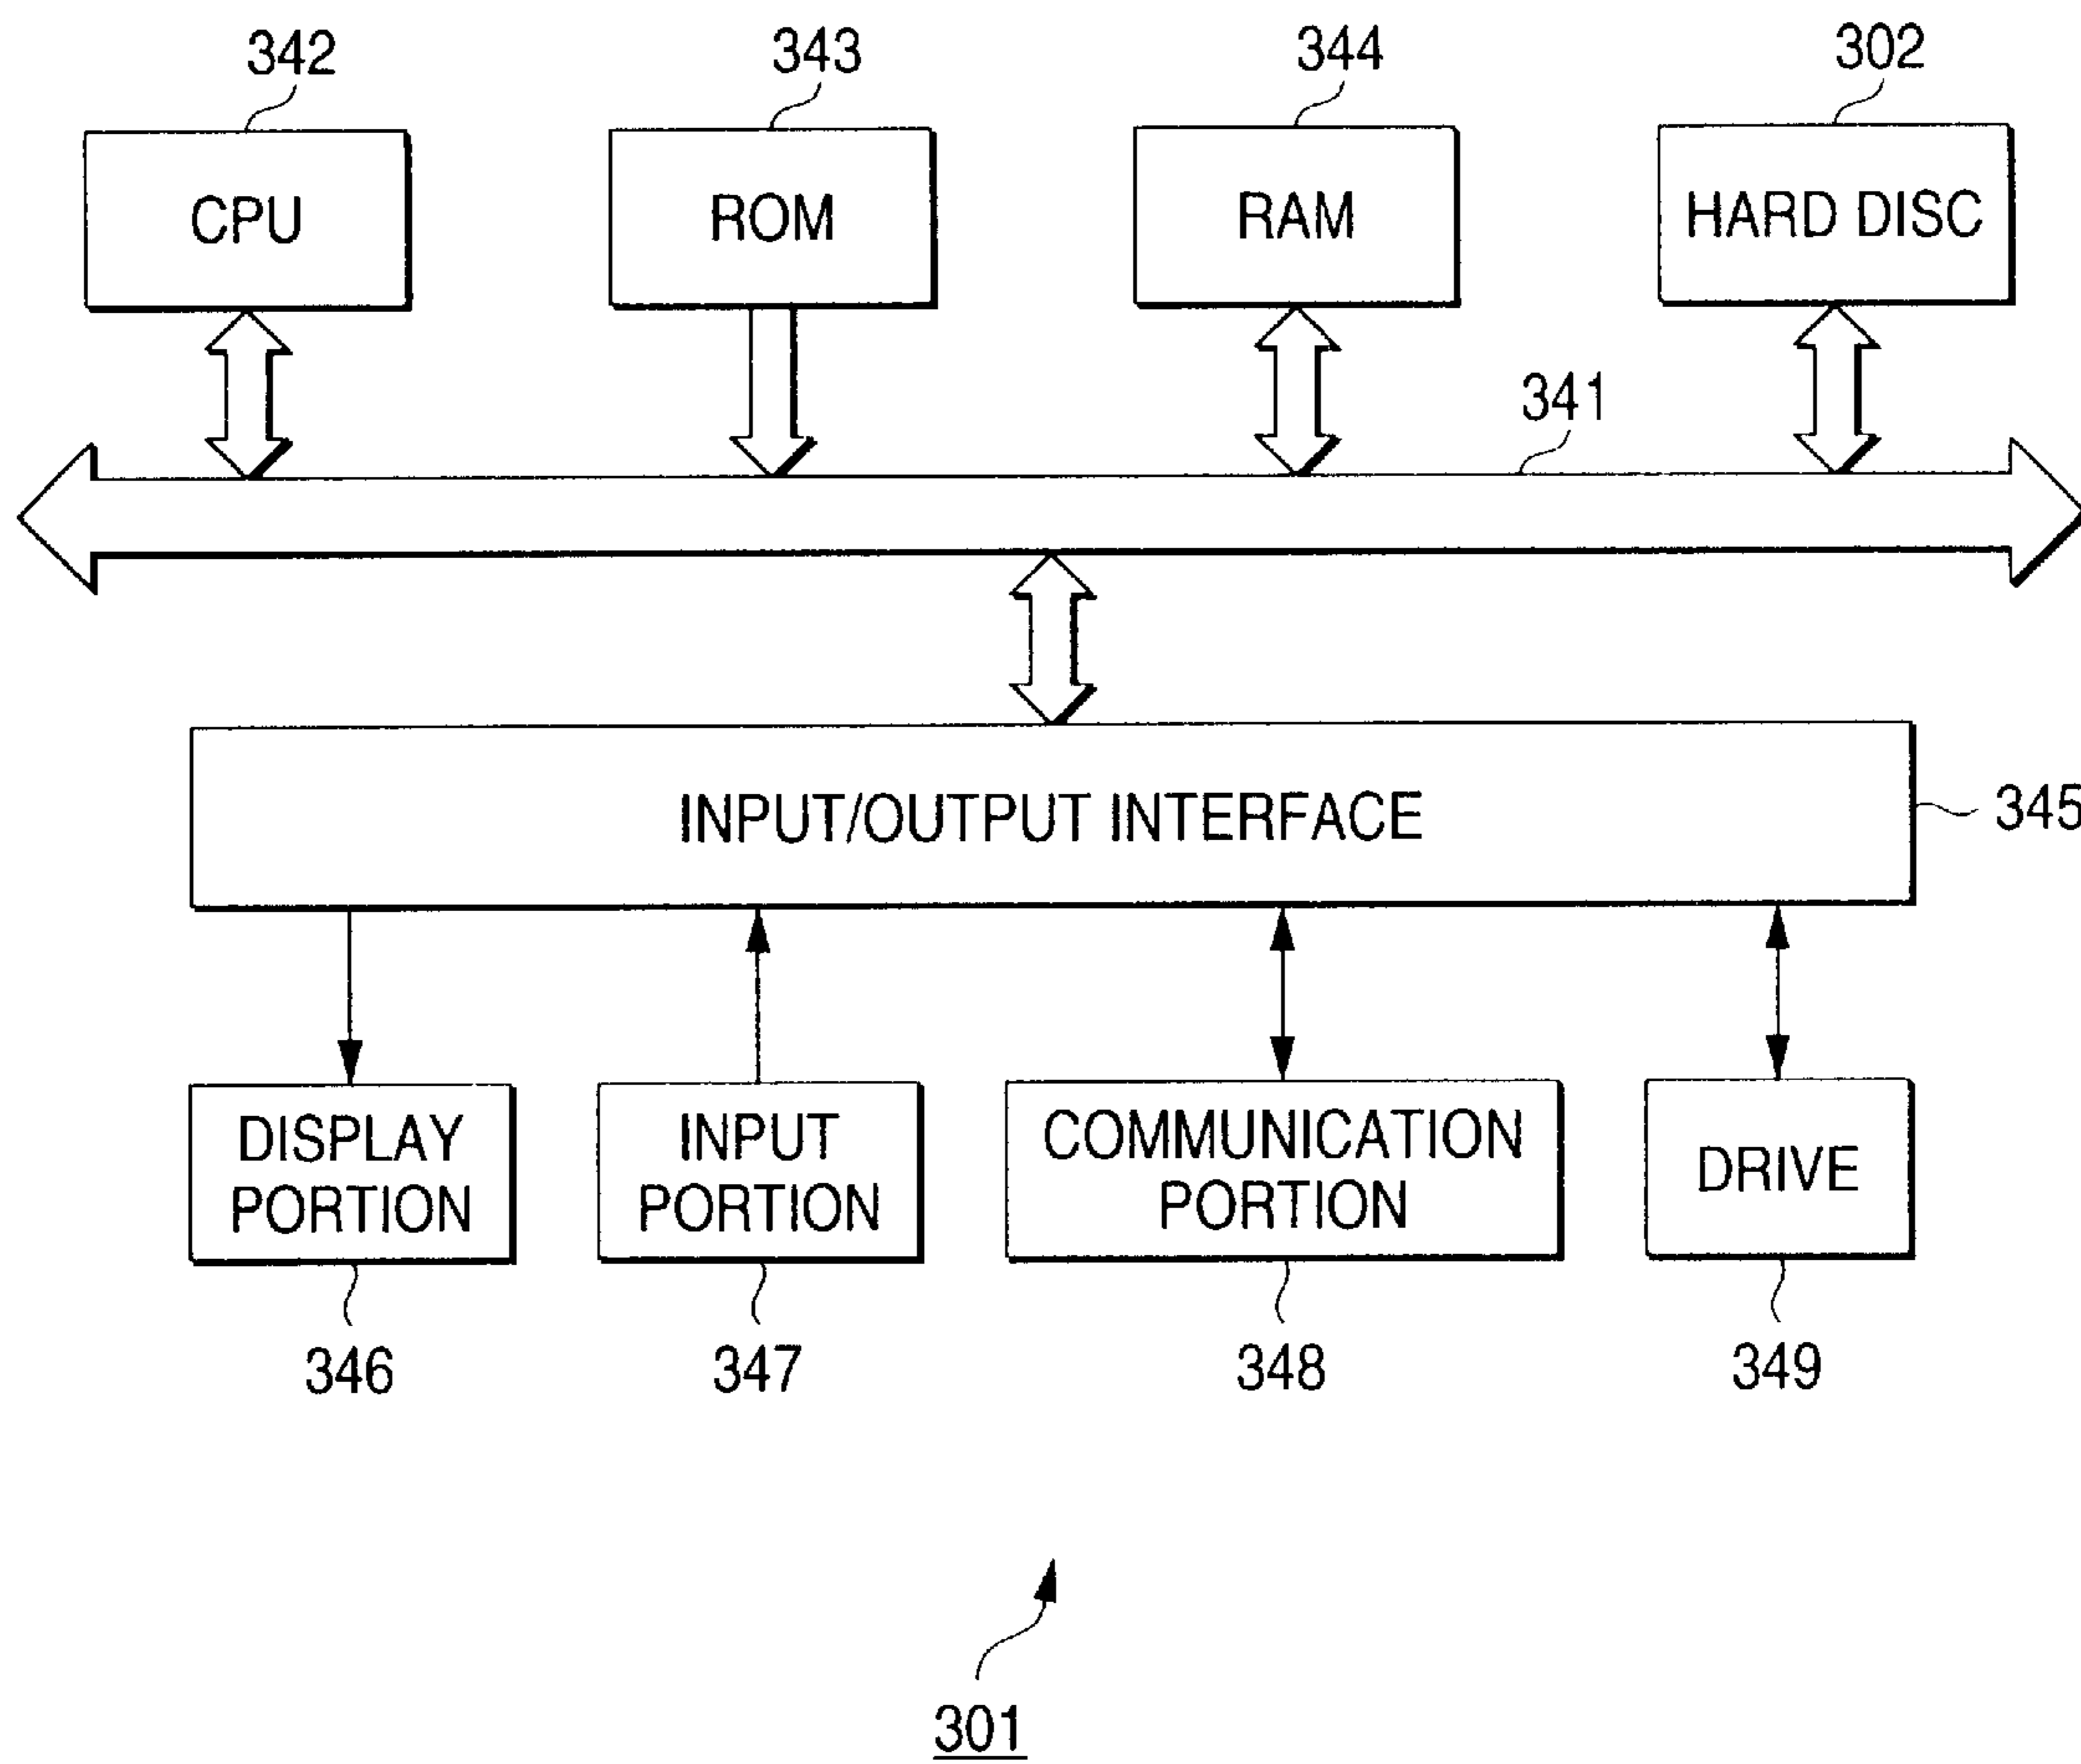 342
343
344
302
CPU
ROM
RAM
HARD DISC
341
INPUT/OUTPUT INTERFACE
345
DISPLAY
PORTION
INPUT
PORTION
COMMUNICATION
PORTION
DRIVE
346
347
348
349
301